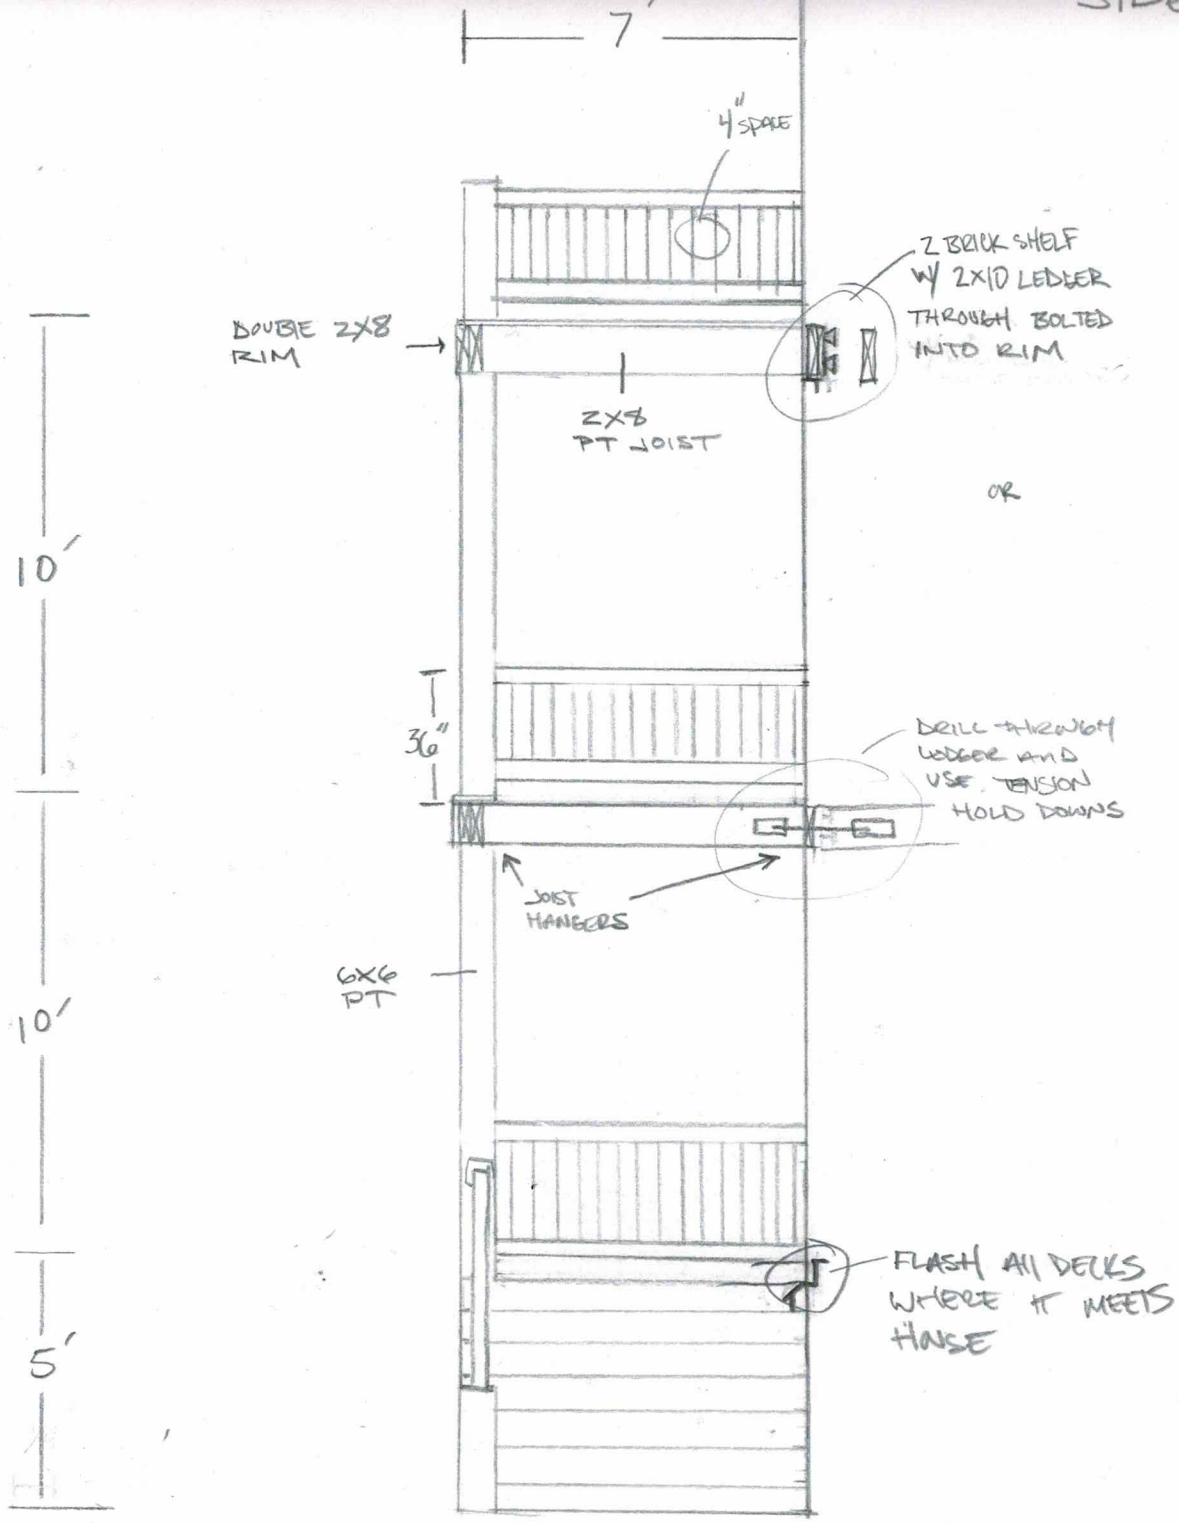 SIDE
7'
4" SPACE
2 BRICK SHELF
W/ 2X10 LEDGER
THROUGH BOLTED
INTO RIM
DOUBLE 2X8
RIM
2X8
PT JOIST
OR
10'
36"
DRILL THROUGH
LEDGER AND
USE TENSION
HOLD DOWNS
JOIST
HANGERS
6X6
PT
10'
FLASH All DECKS
WHERE IT MEETS
HOUSE
5'